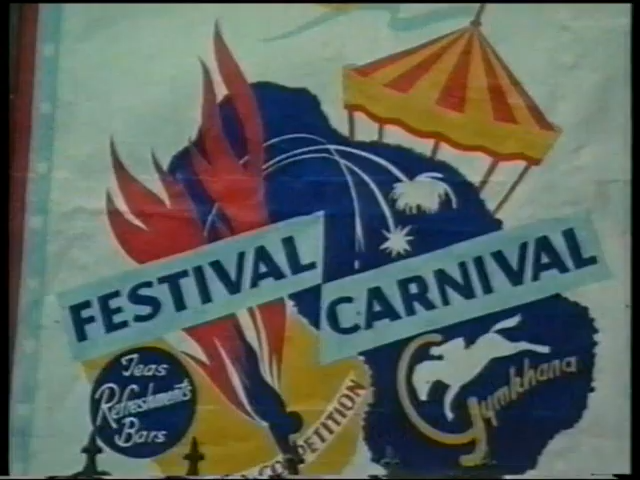 FESTIVAL CARNIVAL
Teas
Refreshments
Bars
COMPETITION
Gymkhana